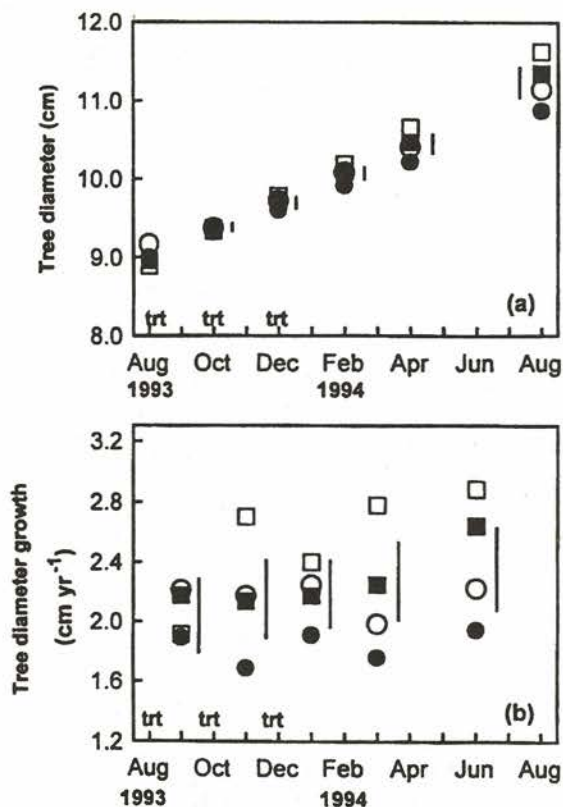 12.0
11.0
10.0
9.0
8.0
Tree diameter (cm)
trt trt trt
(a)
Aug Oct Dec Feb Apr Jun Aug
1993 1994
3.2
2.8
2.4
2.0
1.6
1.2
Tree diameter growth
(cm yr⁻¹)
trt trt trt
(b)
Aug Oct Dec Feb Apr Jun Aug
1993 1994